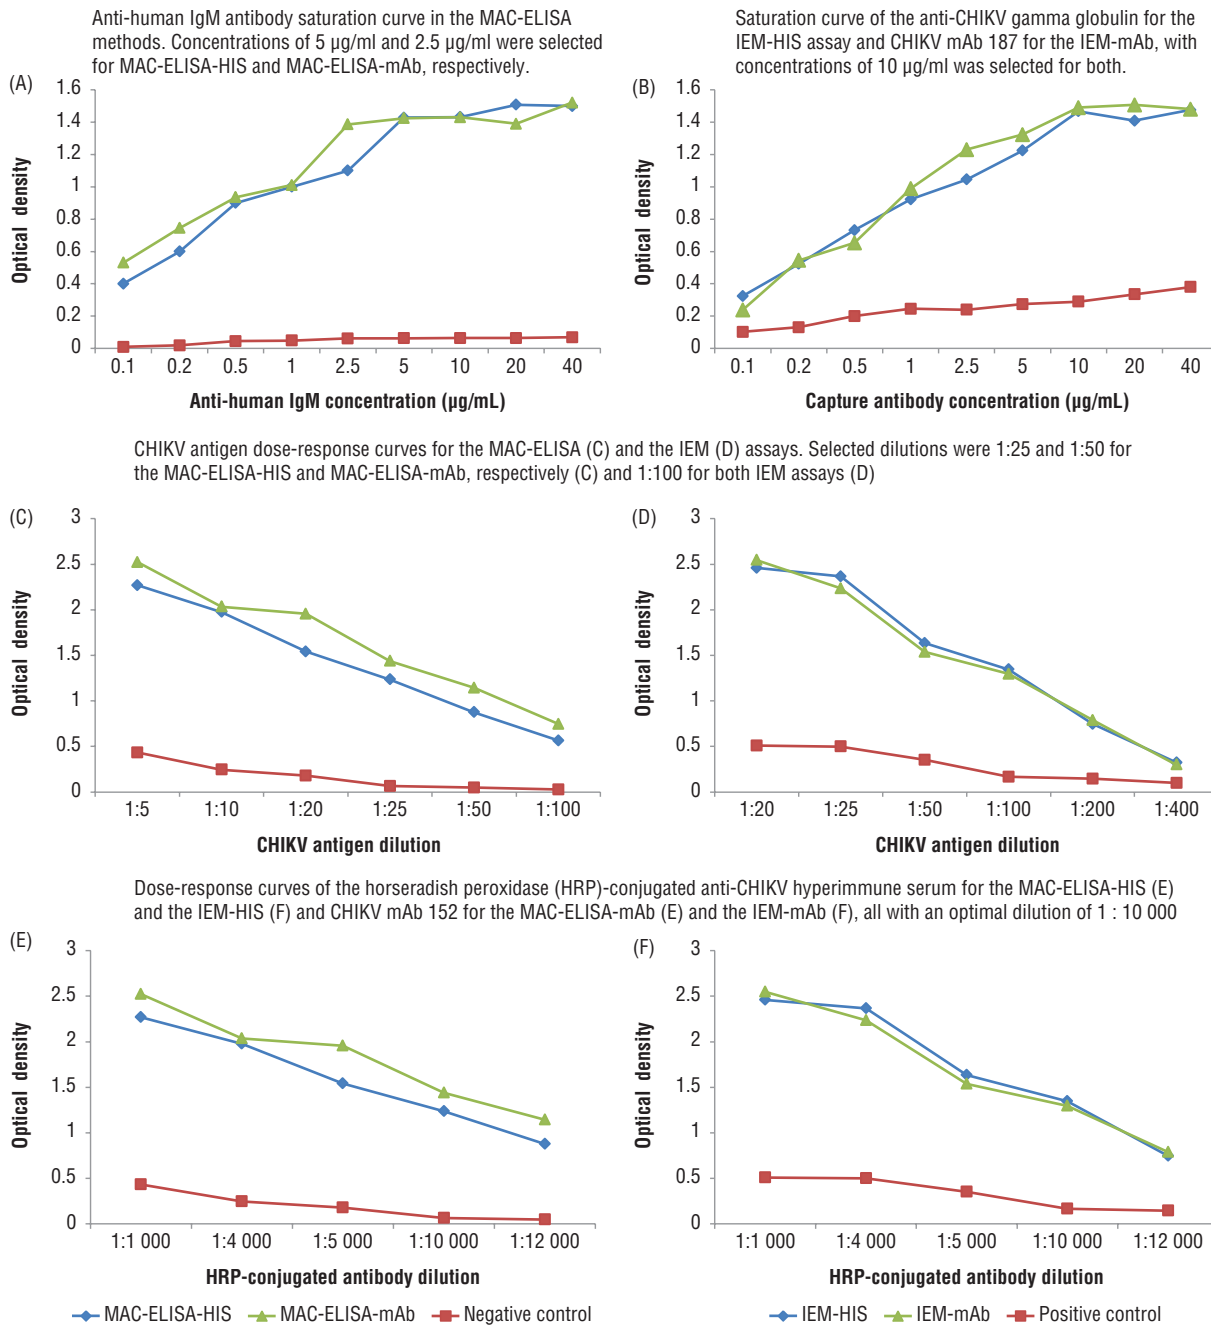 Anti-human IgM antibody saturation curve in the MAC-ELISA
methods. Concentrations of 5 µg/ml and 2.5 µg/ml were selected
for MAC-ELISA-HIS and MAC-ELISA-mAb, respectively.
Saturation curve of the anti-CHIKV gamma globulin for the
IEM-HIS assay and CHIKV mAb 187 for the IEM-mAb, with
concentrations of 10 µg/ml was selected for both.
(A)
Optical density
1.6
1.4
1.2
1
0.8
0.6
0.4
0.2
0
0.1 0.2 0.5 1 2.5 5 10 20 40
Anti-human IgM concentration (µg/mL)
(B)
Optical density
1.6
1.4
1.2
1
0.8
0.6
0.4
0.2
0
0.1 0.2 0.5 1 2.5 5 10 20 40
Capture antibody concentration (µg/mL)
CHIKV antigen dose-response curves for the MAC-ELISA (C) and the IEM (D) assays. Selected dilutions were 1:25 and 1:50 for
the MAC-ELISA-HIS and MAC-ELISA-mAb, respectively (C) and 1:100 for both IEM assays (D)
(C)
Optical density
3
2.5
2
1.5
1
0.5
0
1:5 1:10 1:20 1:25 1:50 1:100
CHIKV antigen dilution
(D)
Optical density
3
2.5
2
1.5
1
0.5
0
1:20 1:25 1:50 1:100 1:200 1:400
CHIKV antigen dilution
Dose-response curves of the horseradish peroxidase (HRP)-conjugated anti-CHIKV hyperimmune serum for the MAC-ELISA-HIS (E)
and the IEM-HIS (F) and CHIKV mAb 152 for the MAC-ELISA-mAb (E) and the IEM-mAb (F), all with an optimal dilution of 1 : 10 000
(E)
Optical density
3
2.5
2
1.5
1
0.5
0
1:1 000 1:4 000 1:5 000 1:10 000 1:12 000
HRP-conjugated antibody dilution
MAC-ELISA-HIS MAC-ELISA-mAb Negative control
(F)
Optical density
3
2.5
2
1.5
1
0.5
0
1:1 000 1:4 000 1:5 000 1:10 000 1:12 000
HRP-conjugated antibody dilution
IEM-HIS IEM-mAb Positive control